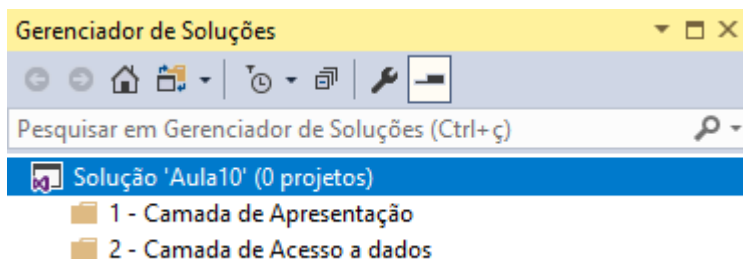 Gerenciador de Soluções
Pesquisar em Gerenciador de Soluções (Ctrl+ç)
Solução 'Aula10' (0 projetos)
1 - Camada de Apresentação
2 - Camada de Acesso a dados